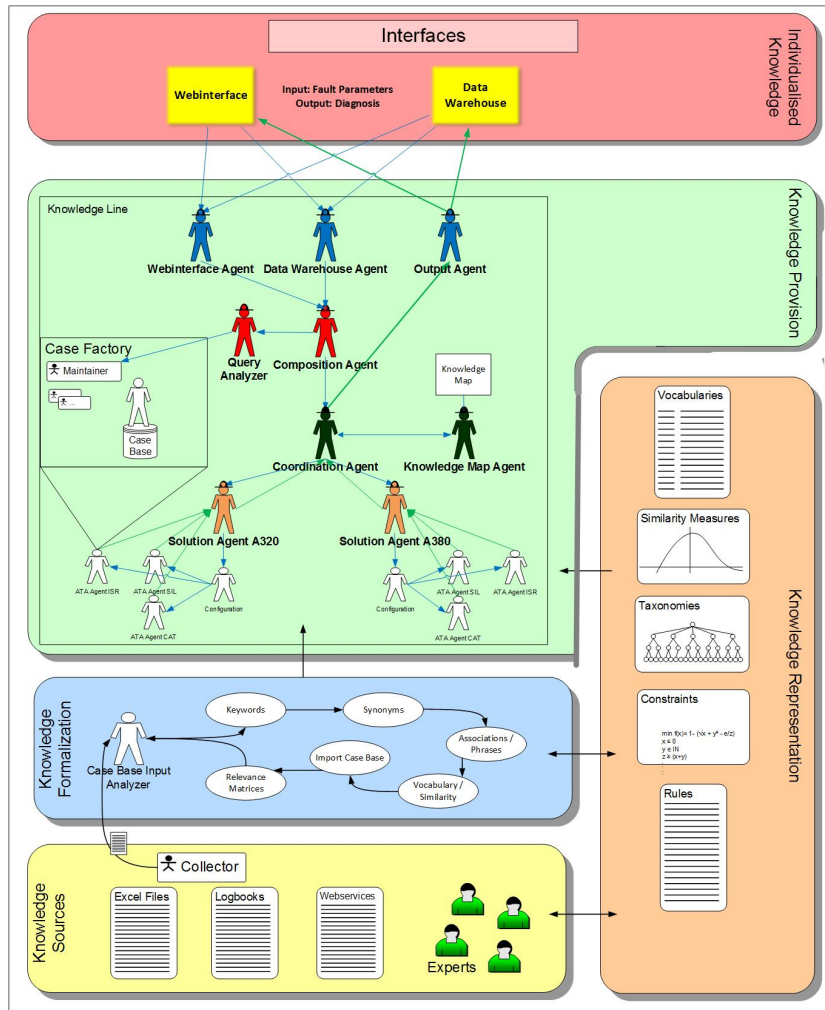 Interfaces
Individualised
Knowledge
Webinterface
Input: Fault Parameters
Output: Diagnosis
Data
Warehouse
Knowledge Provision
Knowledge Line
Webinterface Agent
Data Warehouse Agent
Output Agent
Case Factory
Maintainer
...
Case
Base
Query
Analyzer
Composition Agent
Knowledge
Map
Coordination Agent
Knowledge Map Agent
Solution Agent A320
Solution Agent A380
ATA Agent ISR
ATA Agent SIL
Configuration
ATA Agent CAT
Configuration
ATA Agent SIL
ATA Agent ISR
ATA Agent CAT
Knowledge Representation
Vocabularies
Similarity Measures
Taxonomies
Constraints
min f(x)= 1- (√x + y² - e/z)
x ≤ 0
y ∈ IN
z ≥ (x+y)
Rules
Knowledge
Formalization
Case Base Input
Analyzer
Keywords
Synonyms
Associations /
Phrases
Vocabulary /
Similarity
Import Case Base
Relevance
Matrices
Knowledge
Sources
Collector
Excel Files
Logbooks
Webservices
Experts